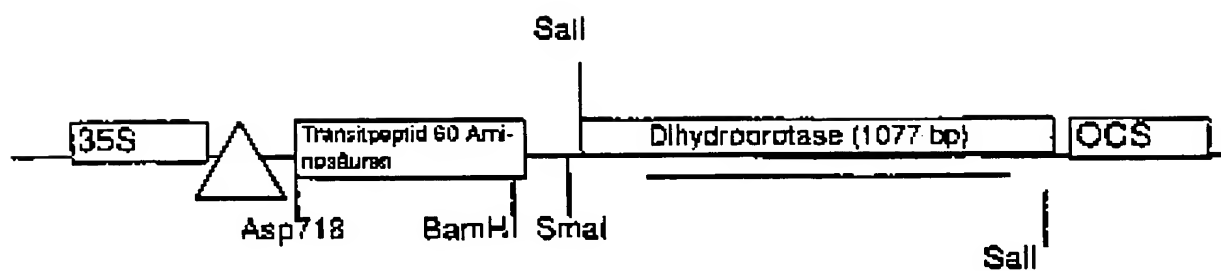 SalI
35S
Transitpeptid 60 Ami-
nosäuren
Dihydroorotase (1077 bp)
OCS
Asp718
BamHI
SmaI
SalI